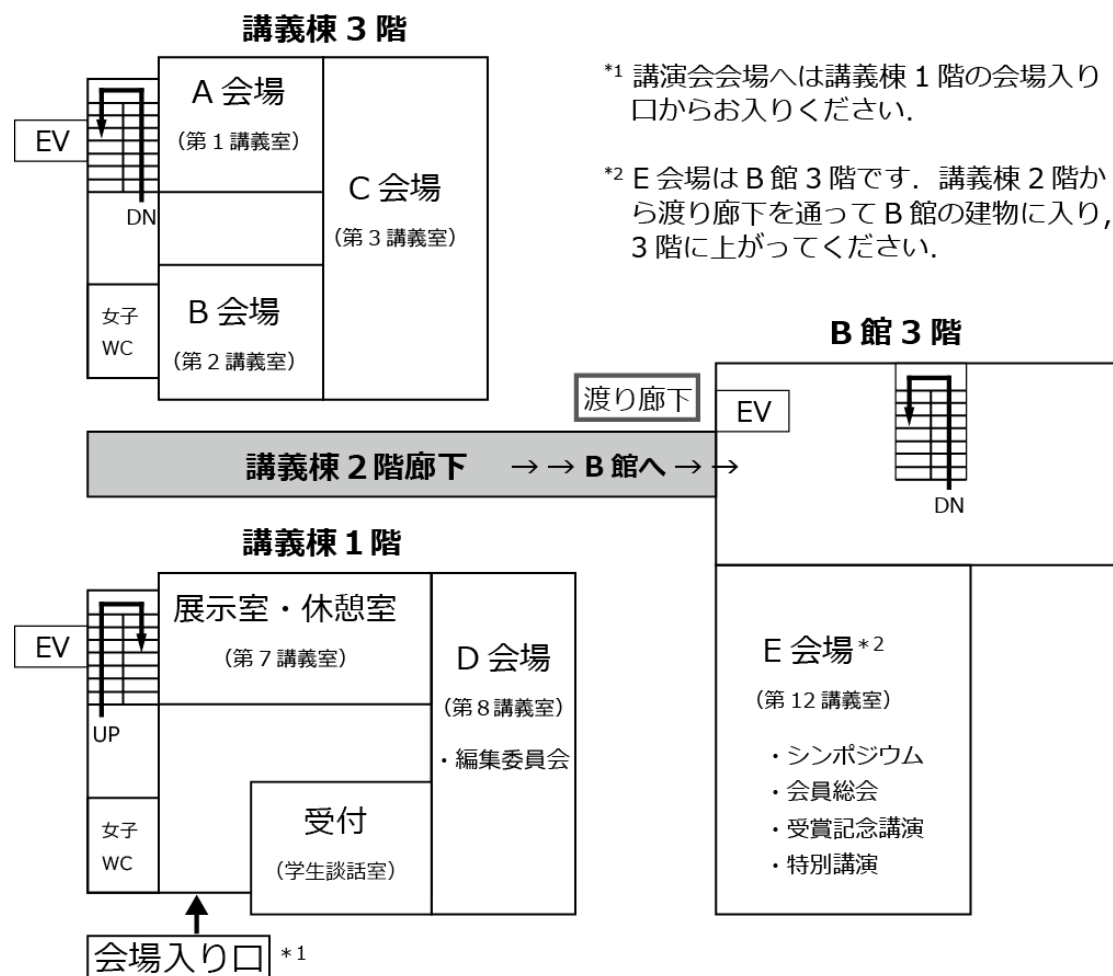 講義棟３階
A 会場
（第１講義室）
EV
DN
C 会場
（第３講義室）
女子
WC
B 会場
（第２講義室）
*1 講演会会場へは講義棟１階の会場入り
口からお入りください．
*2 E 会場は B 館３階です．講義棟２階か
ら渡り廊下を通って B 館の建物に入り，
３階に上がってください．
B 館３階
渡り廊下
EV
DN
講義棟２階廊下 →→ B 館へ →→
講義棟１階
展示室・休憩室
（第７講義室）
EV
UP
D 会場
（第８講義室）
・編集委員会
女子
WC
受付
（学生談話室）
会場入り口 *1
E 会場*2
（第 12 講義室）
・シンポジウム
・会員総会
・受賞記念講演
・特別講演